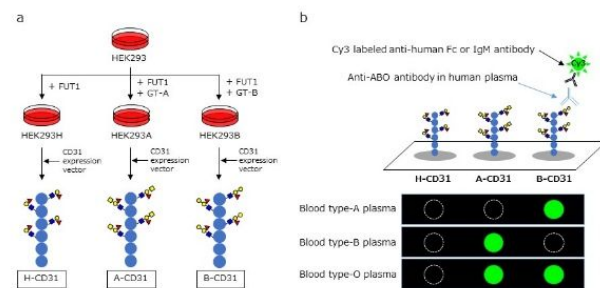 a
HEK293
+ FUT1
+ FUT1
+ GT-A
+ FUT1
+ GT-B
HEK293H
HEK293A
HEK293B
CD31
expression
vector
CD31
expression
vector
CD31
expression
vector
H-CD31
A-CD31
B-CD31
b
Cy3 labeled anti-human Fc or IgM antibody
Cy3
Anti-ABO antibody in human plasma
H-CD31
A-CD31
B-CD31
Blood type-A plasma
Blood type-B plasma
Blood type-O plasma